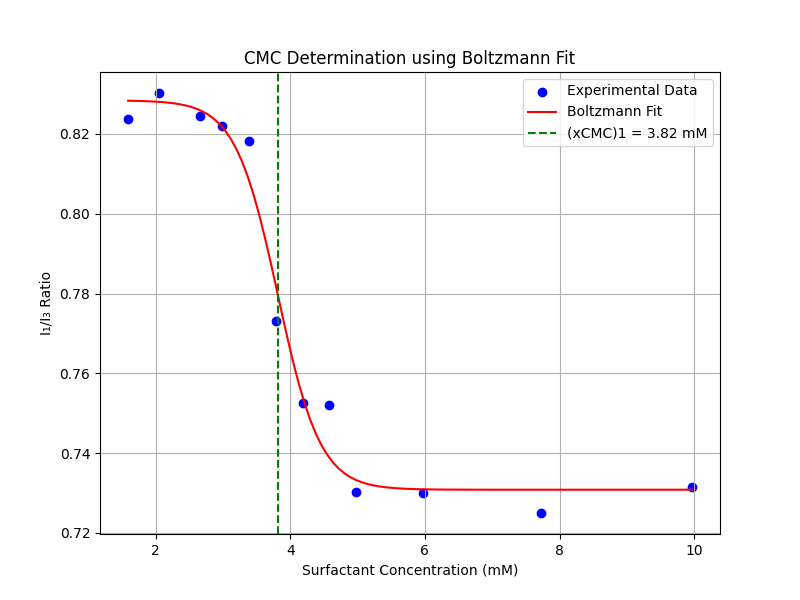 CMC Determination using Boltzmann Fit
Experimental Data
Boltzmann Fit
(xCMC)1 = 3.82 mM
0.82
0.80
0.78
0.76
0.74
0.72
I₁/I₃ Ratio
2 4 6 8 10
Surfactant Concentration (mM)